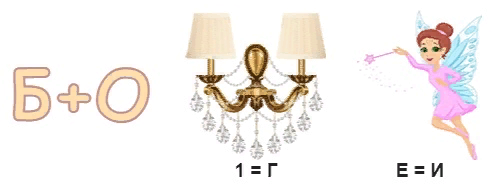 Б+О
1 = Г
Е = И